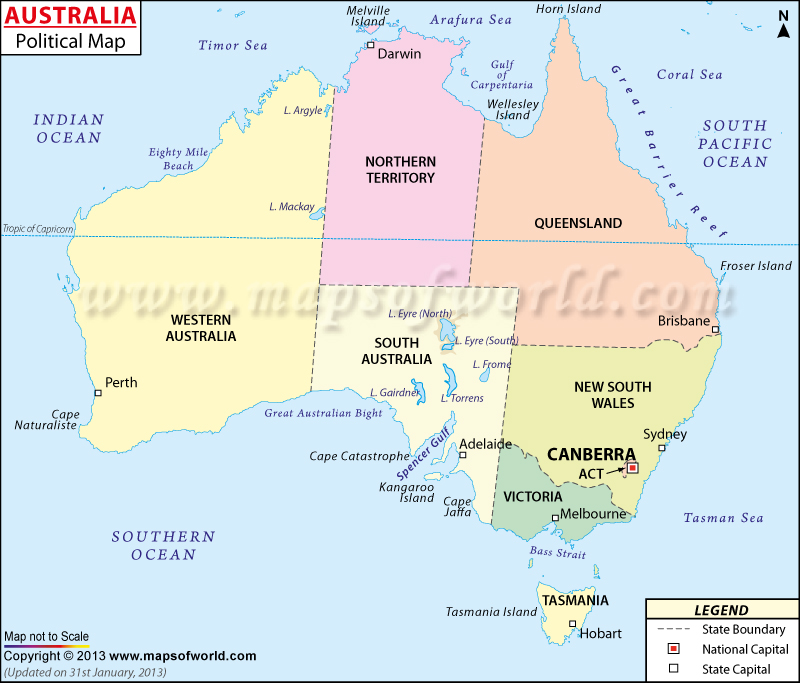 AUSTRALIA
Political Map
Melville
Island
Arafura Sea
Horn Island
N
Timor Sea
Darwin
Gulf
of
Carpentaria
Great Barrier Reef
Coral Sea
L. Argyle
Wellesley
Island
INDIAN
OCEAN
SOUTH
PACIFIC
OCEAN
Eighty Mile
Beach
NORTHERN
TERRITORY
L. Mackay
QUEENSLAND
Tropic of Capricorn
Froser Island
www.mapsofworld.com
WESTERN
AUSTRALIA
L. Eyre (North)
Brisbane
SOUTH
AUSTRALIA
L. Eyre (South)
L. Frome
Perth
L. Gairdner
L. Torrens
NEW SOUTH
WALES
Cape
Naturaliste
Great Australian Bight
Spencer Gulf
Adelaide
Sydney
Cape Catastrophe
CANBERRA
ACT
Kangaroo
Island
Cape
Jaffa
VICTORIA
Melbourne
Tasman Sea
SOUTHERN
OCEAN
Bass Strait
TASMANIA
Tasmania Island
Hobart
LEGEND
State Boundary
National Capital
State Capital
Map not to Scale
Copyright © 2013 www.mapsofworld.com
(Updated on 31st January, 2013)